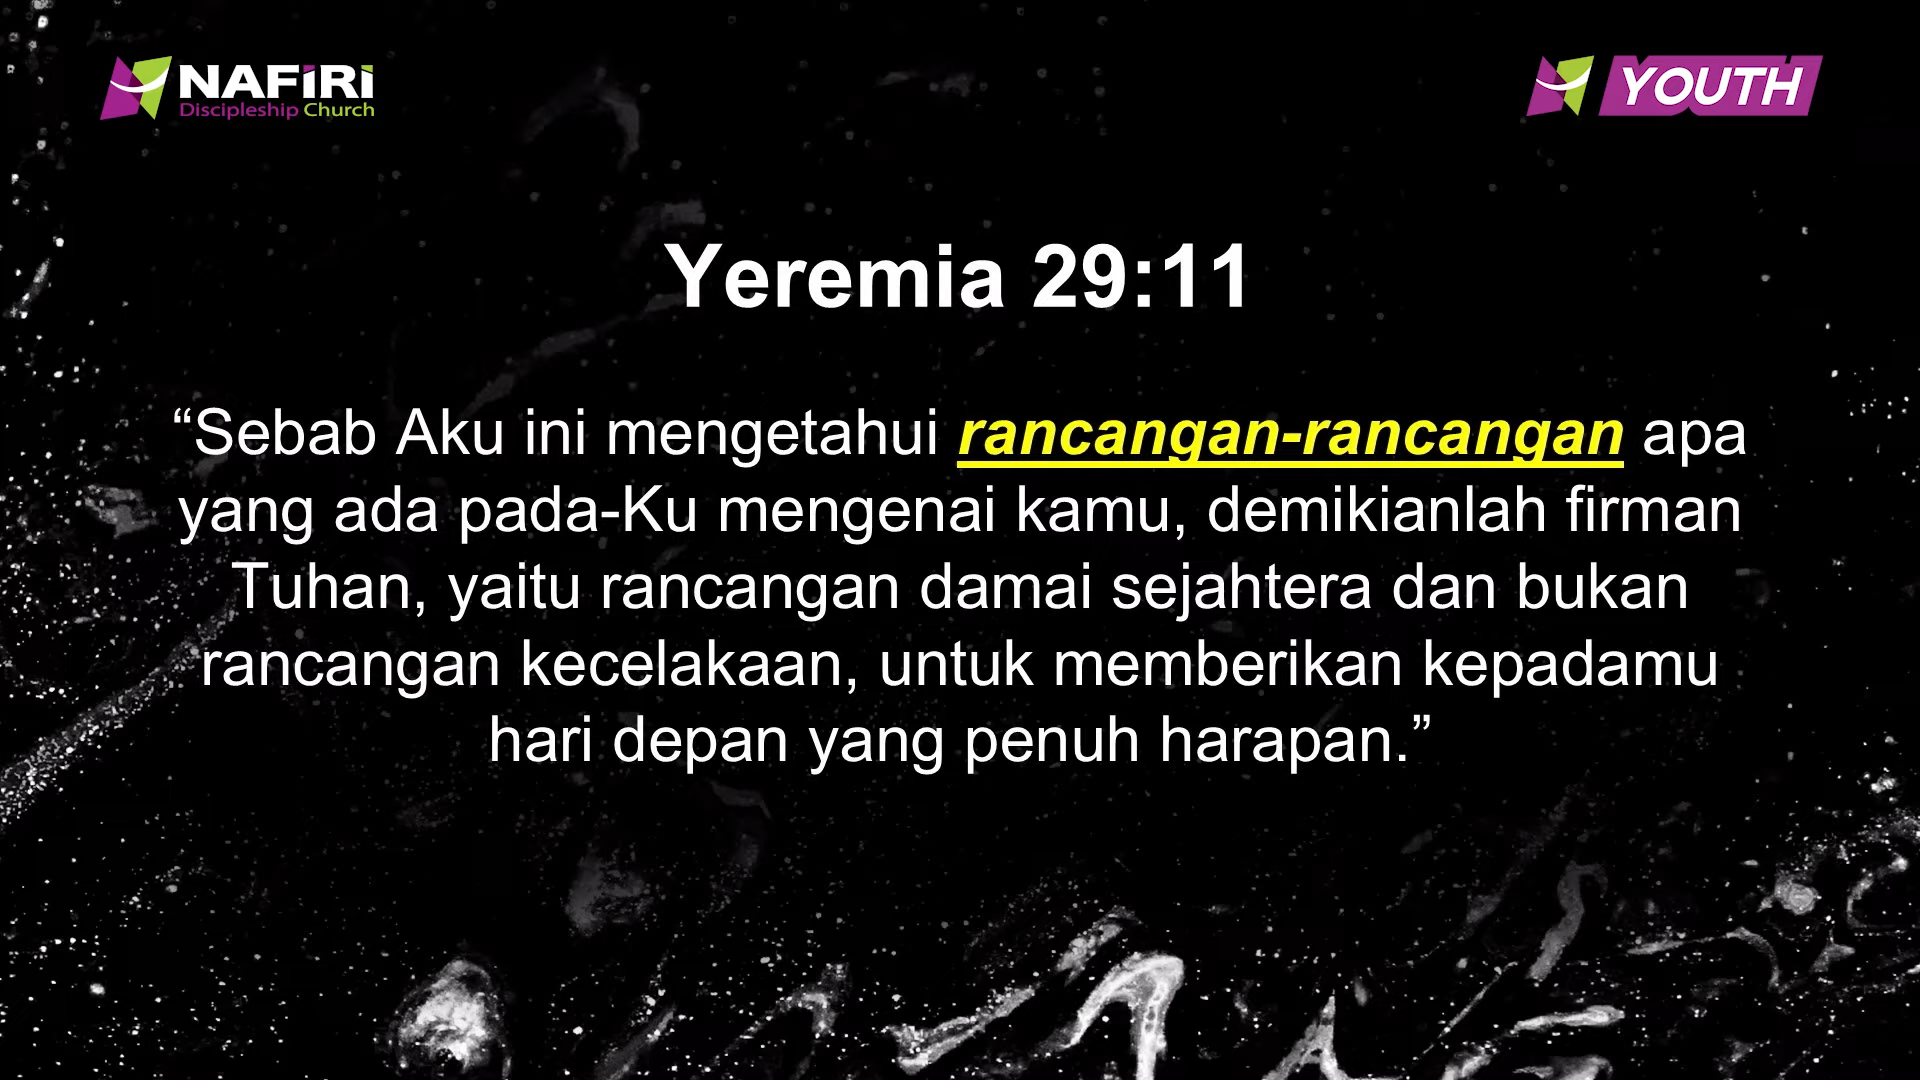 NAFIRI
Discipleship Church
YOUTH
Yeremia 29:11
“Sebab Aku ini mengetahui rancangan-rancangan apa
yang ada pada-Ku mengenai kamu, demikianlah firman
Tuhan, yaitu rancangan damai sejahtera dan bukan
rancangan kecelakaan, untuk memberikan kepadamu
hari depan yang penuh harapan.”